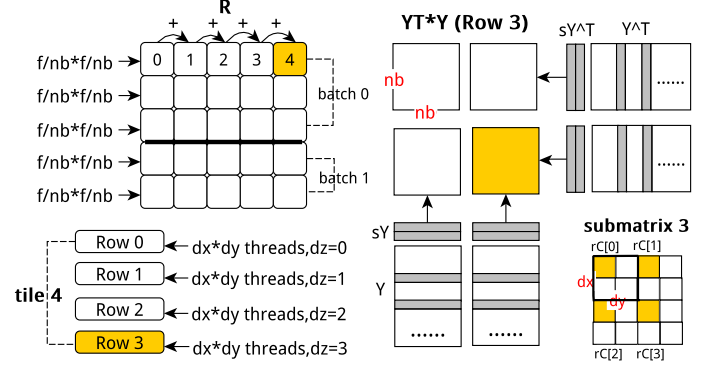 R
+ + + +
f/nb*f/nb 0 1 2 3 4
f/nb*f/nb
batch 0
f/nb*f/nb
f/nb*f/nb
batch 1
f/nb*f/nb
tile 4
Row 0 dx*dy threads,dz=0
Row 1 dx*dy threads,dz=1
Row 2 dx*dy threads,dz=2
Row 3 dx*dy threads,dz=3
YT*Y (Row 3)
sY^T Y^T
nb
nb
......
......
sY
Y
...... ......
submatrix 3
rC[0] rC[1]
dx
dy
rC[2] rC[3]